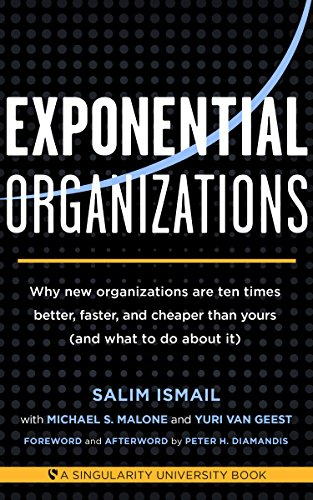 EXPONENTIAL
ORGANIZATIONS
Why new organizations are ten times
better, faster, and cheaper than yours
(and what to do about it)
SALIM ISMAIL
with MICHAEL S. MALONE and YURI VAN GEEST
FOREWORD and AFTERWORD by PETER H. DIAMANDIS
A SINGULARITY UNIVERSITY BOOK